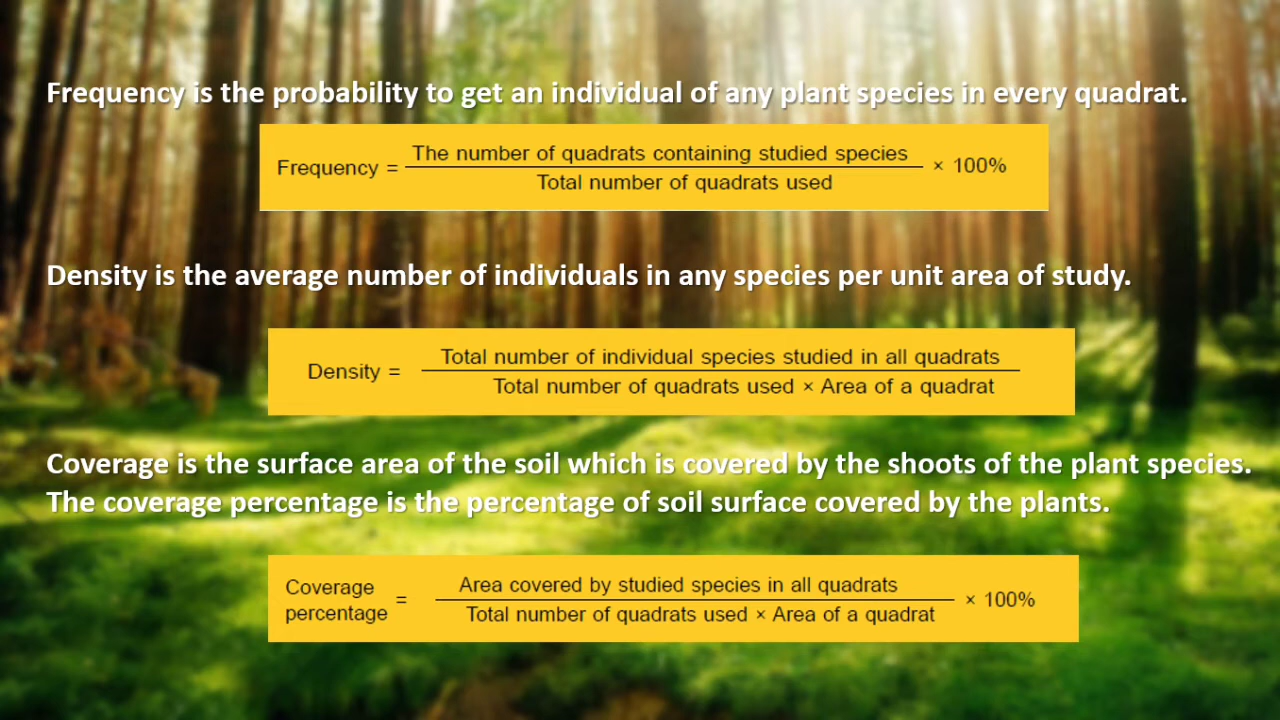 Frequency is the probability to get an individual of any plant species in every quadrat.
Frequency = The number of quadrats containing studied species × 100%
Total number of quadrats used
Density is the average number of individuals in any species per unit area of study.
Density = Total number of individual species studied in all quadrats
Total number of quadrats used × Area of a quadrat
Coverage is the surface area of the soil which is covered by the shoots of the plant species.
The coverage percentage is the percentage of soil surface covered by the plants.
Coverage
percentage = Area covered by studied species in all quadrats × 100%
Total number of quadrats used × Area of a quadrat